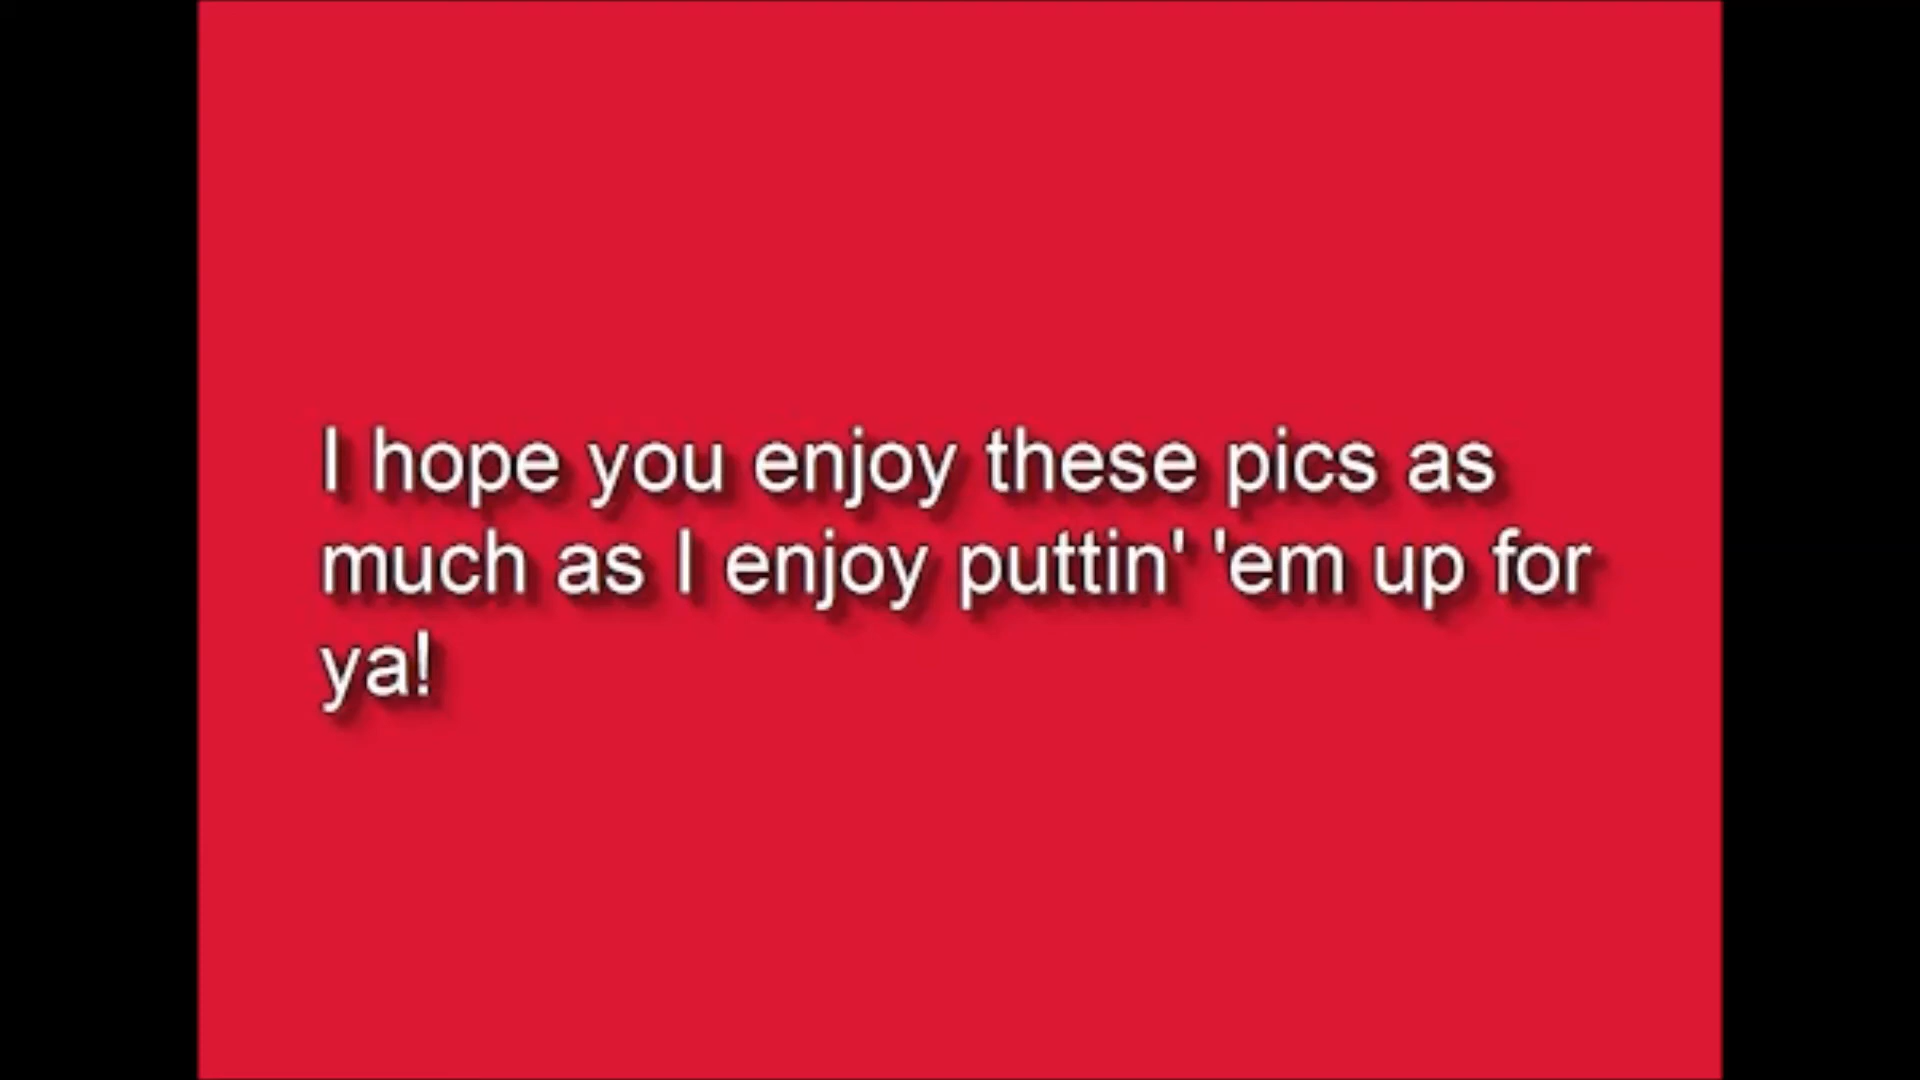 I hope you enjoy these pics as
much as I enjoy puttin' 'em up for
ya!